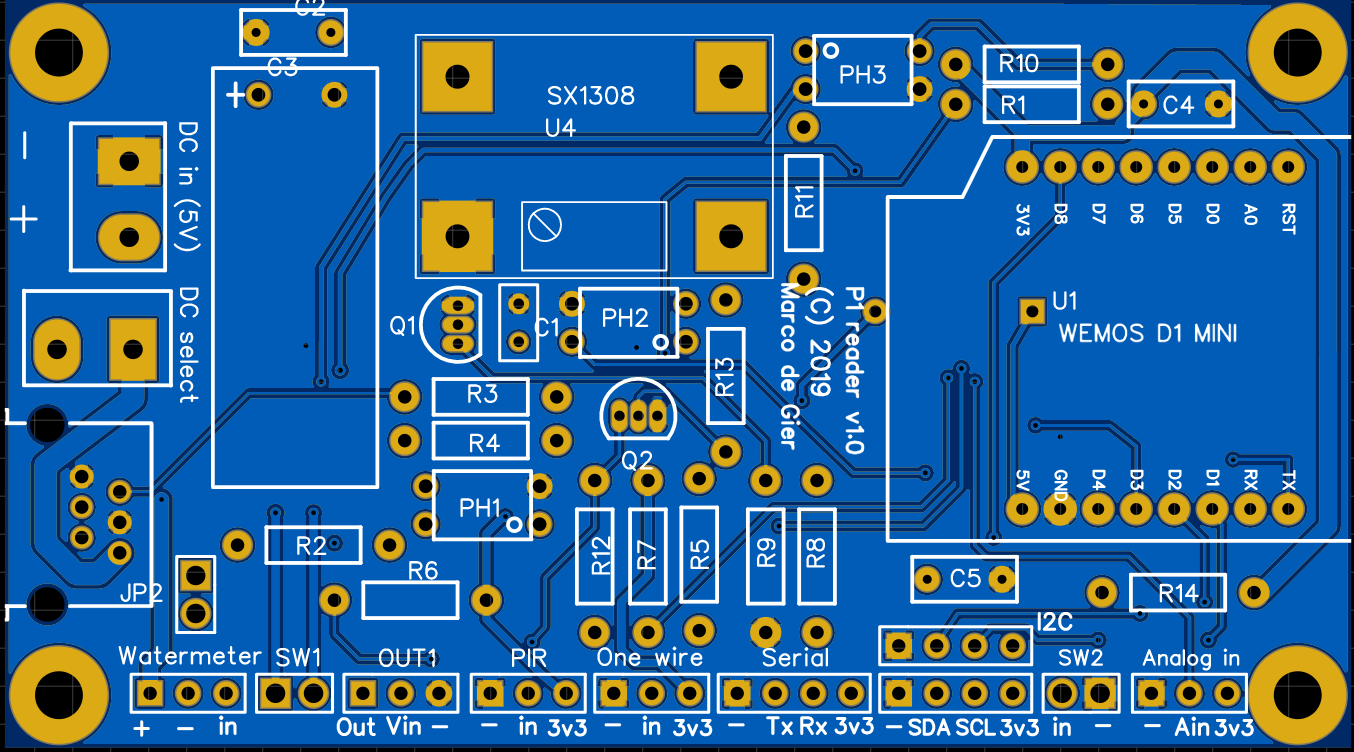 C2
C3
+
SX1308
U4
PH3
R10
R1
C4
-
+
DC in (5V)
DC select
R11
3V3 D8 D7 D6 D5 D0 A0 RST
U1
WEMOS D1 MINI
P1 reader v1.0
(C) 2019
Marco de Gier
Q1
C1
PH2
R13
R3
R4
Q2
PH1
5V GND D4 D3 D2 D1 RX TX
R2
R6
R12
R7
R5
R9
R8
C5
R14
JP2
I2C
Watermeter
SW1
OUT1
PIR
One wire
Serial
SW2
Analog in
+ - in
Out Vin -
- in 3v3
- in 3v3
- Tx Rx 3v3
- SDA SCL 3v3
in -
- Ain 3v3